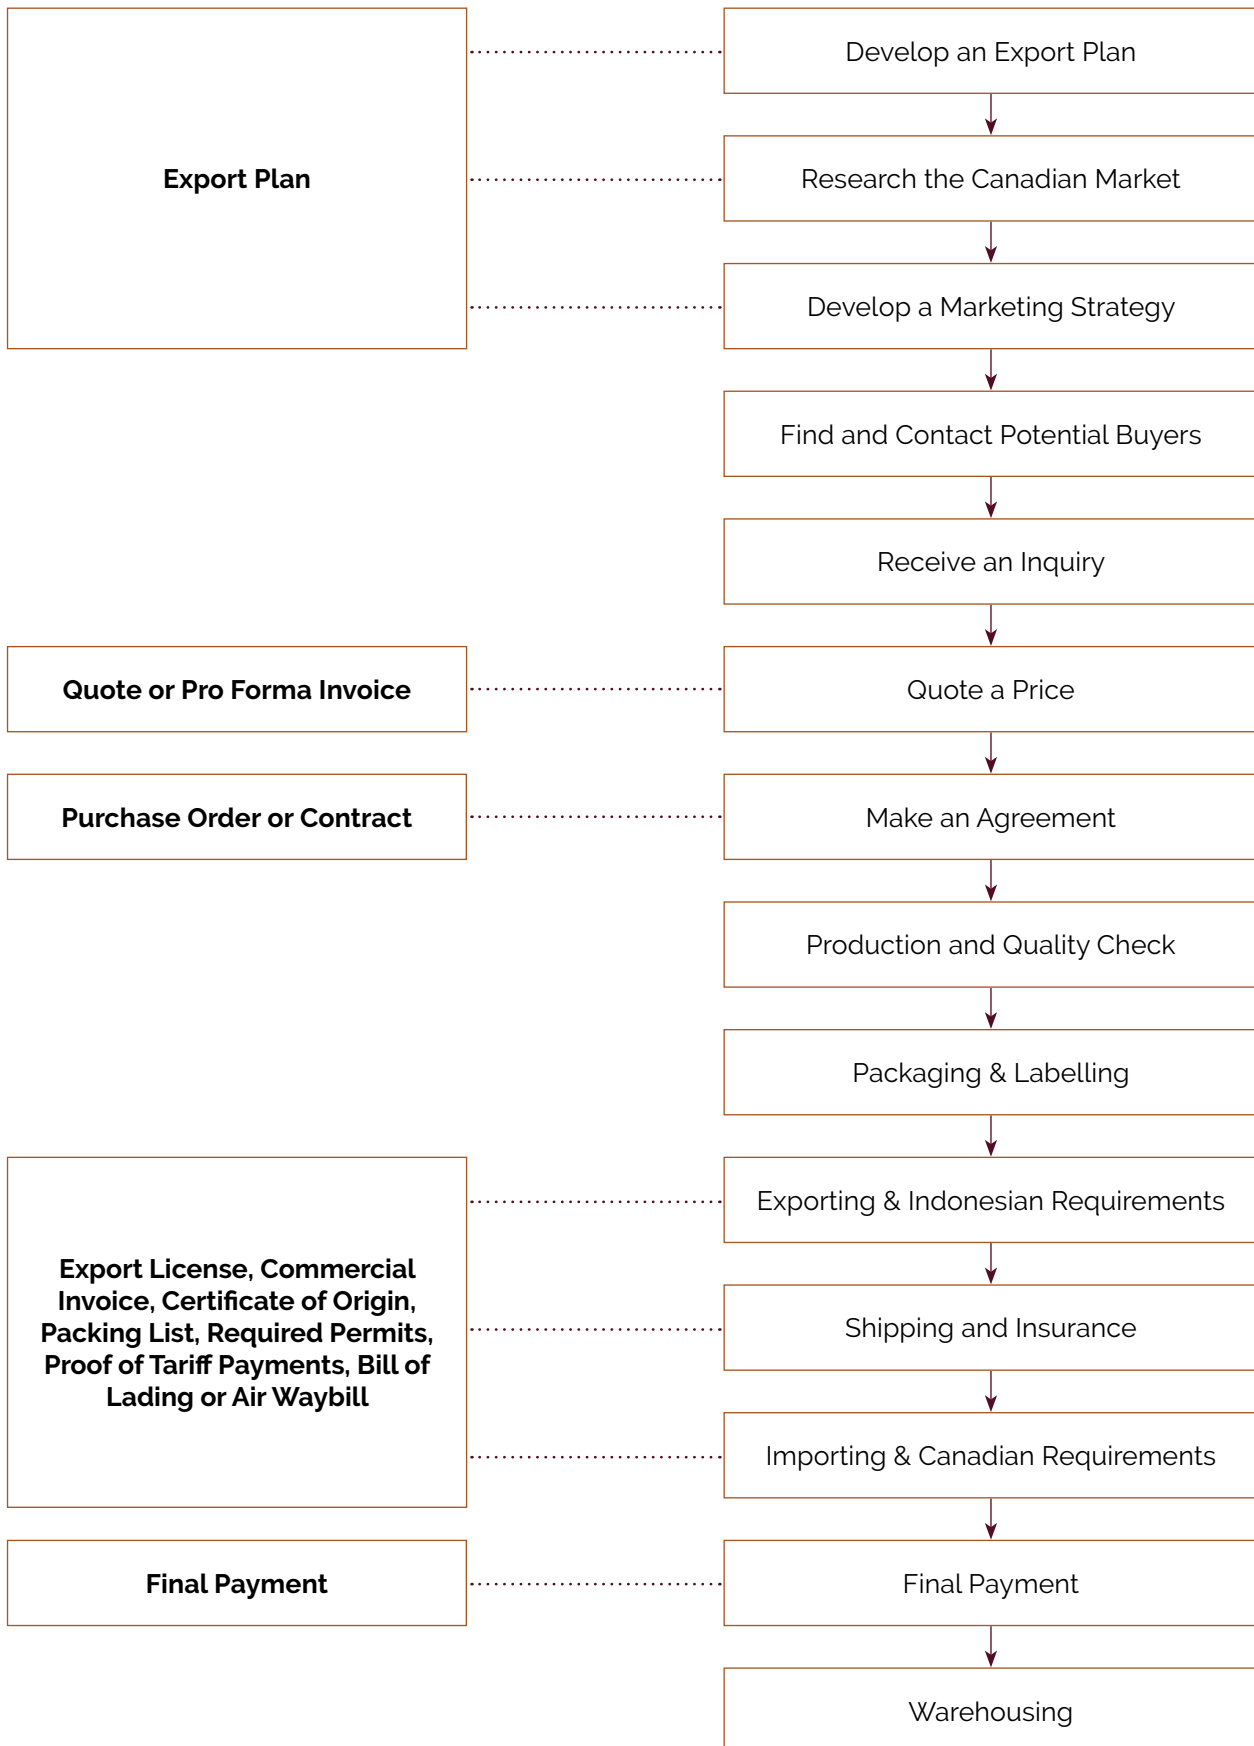 Develop an Export Plan
Export Plan
Research the Canadian Market
Develop a Marketing Strategy
Find and Contact Potential Buyers
Receive an Inquiry
Quote or Pro Forma Invoice
Quote a Price
Purchase Order or Contract
Make an Agreement
Production and Quality Check
Packaging & Labelling
Exporting & Indonesian Requirements
Export License, Commercial
Invoice, Certificate of Origin,
Packing List, Required Permits,
Proof of Tariff Payments, Bill of
Lading or Air Waybill
Shipping and Insurance
Importing & Canadian Requirements
Final Payment
Final Payment
Warehousing